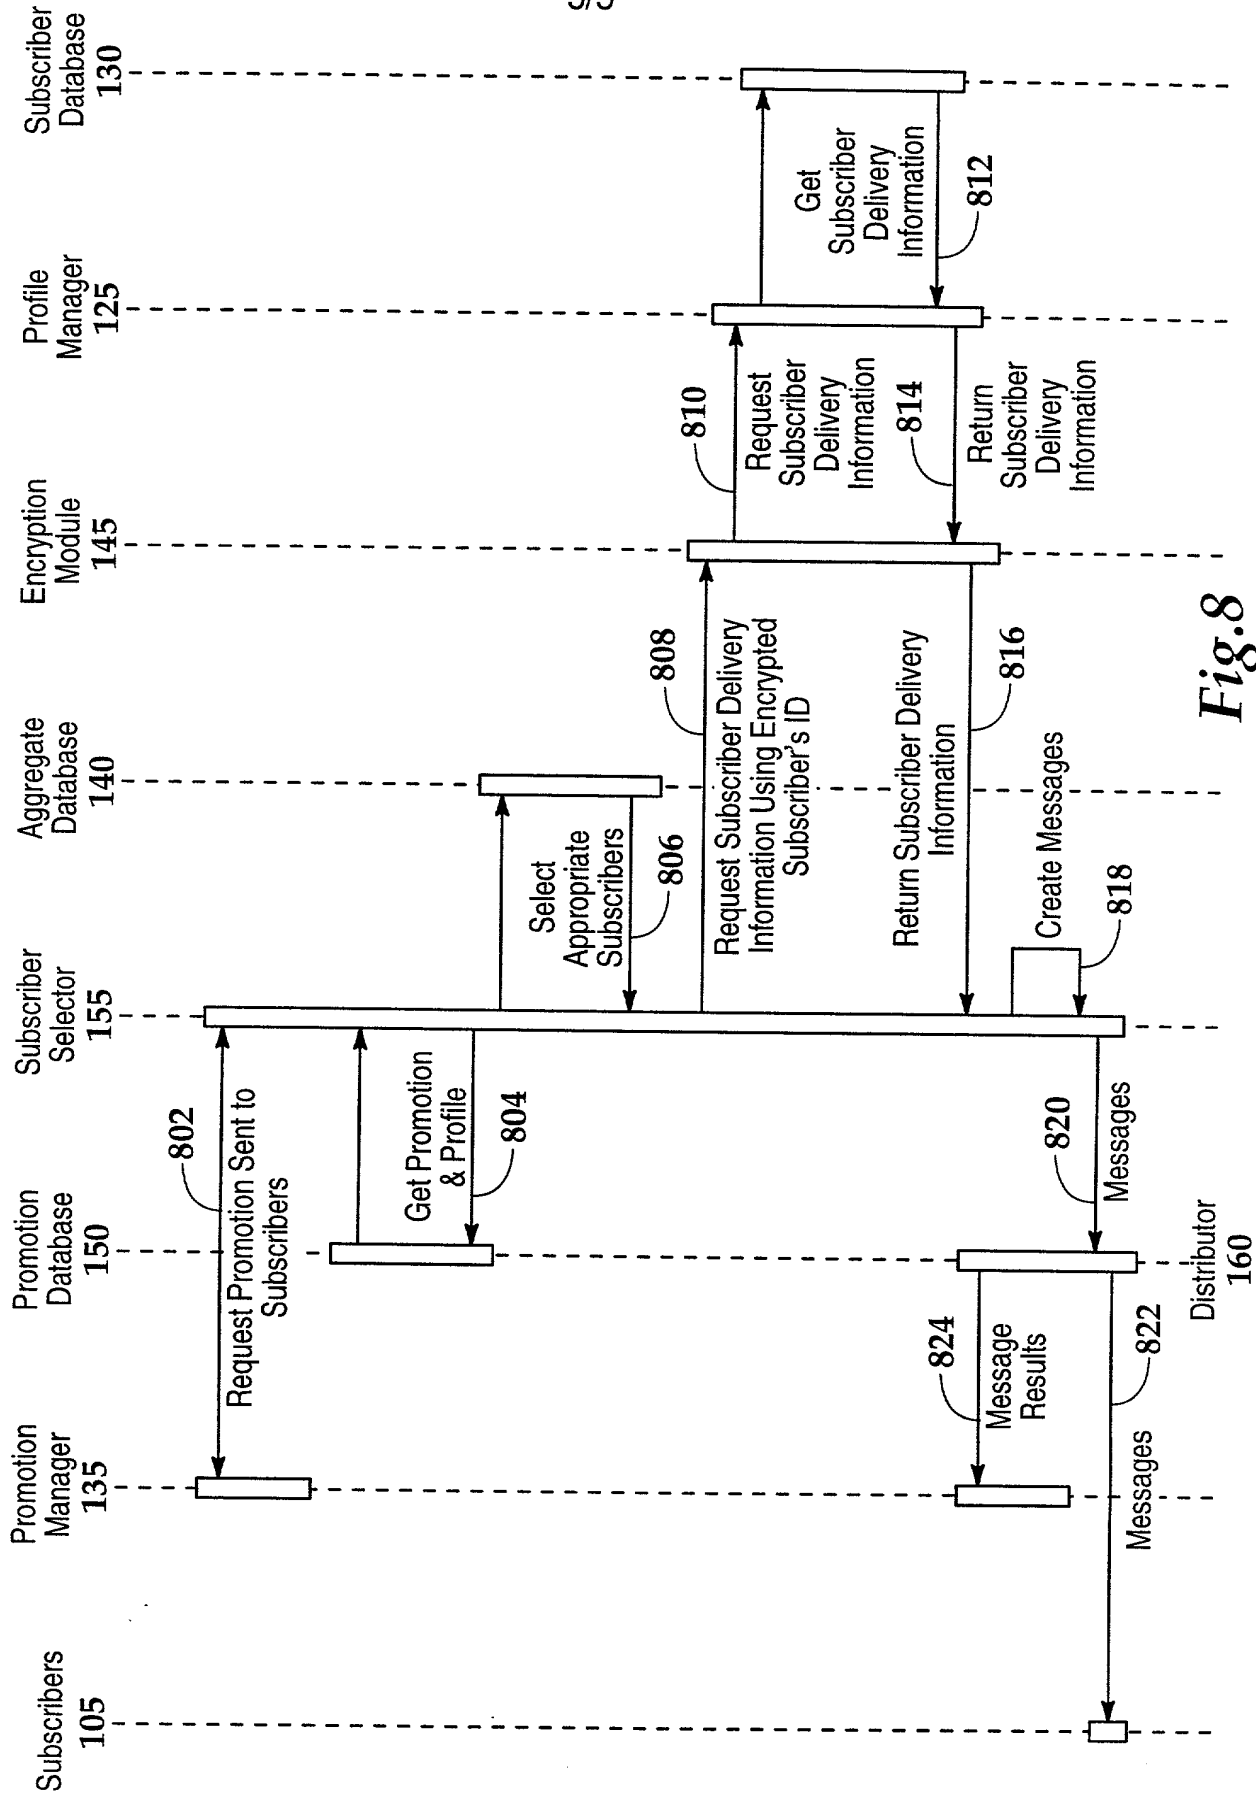 Subscribers
105
Promotion
Manager
135
Promotion
Database
150
Subscriber
Selector
155
Aggregate
Database
140
Encryption
Module
145
Profile
Manager
125
Subscriber
Database
130
802
Request Promotion Sent to
Subscribers
Get Promotion
& Profile
804
Select
Appropriate
Subscribers
806
808
Request Subscriber Delivery
Information Using Encrypted
Subscriber's ID
810
Request
Subscriber
Delivery
Information
Get
Subscriber
Delivery
Information
812
814
Return
Subscriber
Delivery
Information
Return Subscriber Delivery
Information
816
Create Messages
818
820
Messages
824
Message
Results
822
Messages
Distributor
160
Fig.8